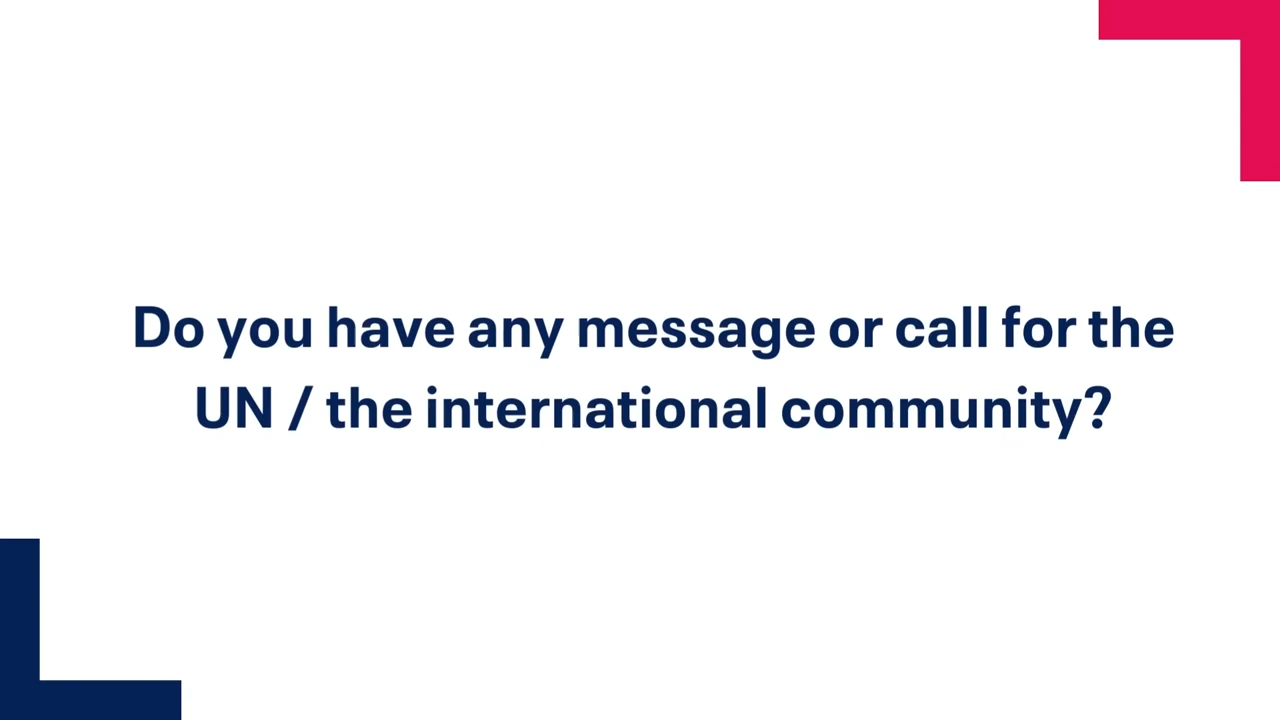 Do you have any message or call for the
UN / the international community?